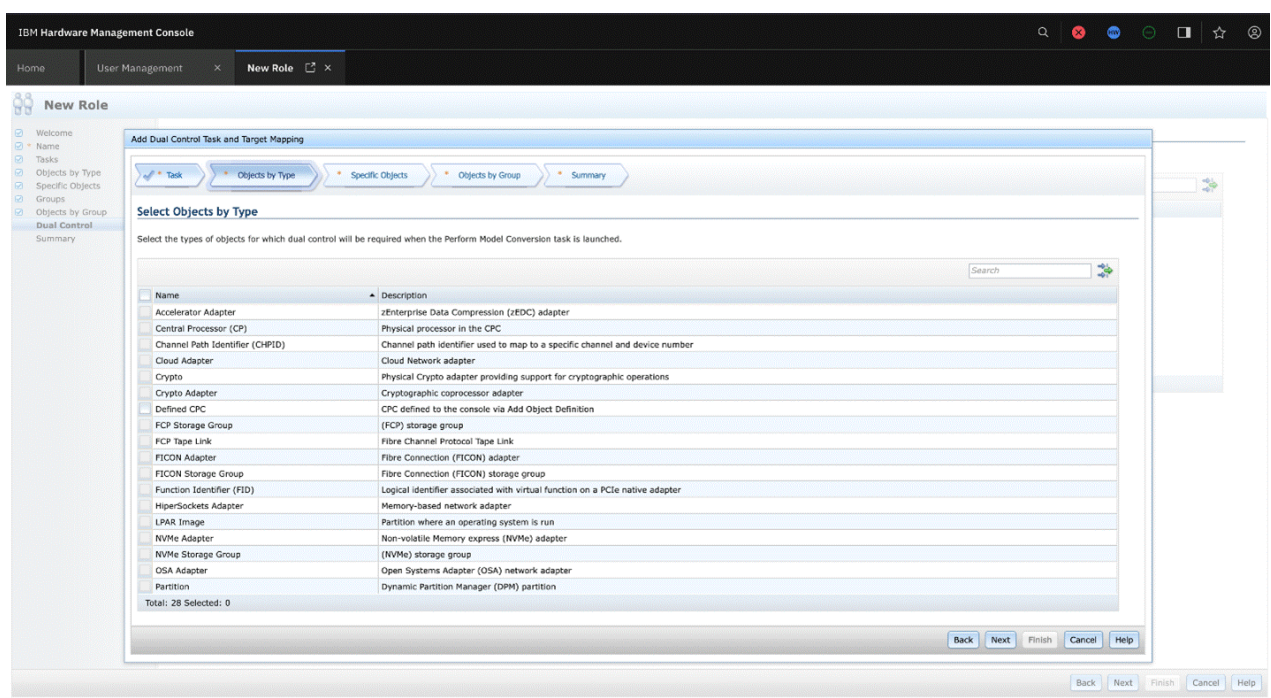 IBM Hardware Management Console
HW
Home User Management × New Role ×
New Role
Welcome
* Name
Tasks
Objects by Type
Specific Objects
Groups
Objects by Group
Dual Control
Summary
Add Dual Control Task and Target Mapping
* Task * Objects by Type * Specific Objects * Objects by Group * Summary
Select Objects by Type
Select the types of objects for which dual control will be required when the Perform Model Conversion task is launched.
Search
Name Description
Accelerator Adapter zEnterprise Data Compression (zEDC) adapter
Central Processor (CP) Physical processor in the CPC
Channel Path Identifier (CHPID) Channel path identifier used to map to a specific channel and device number
Cloud Adapter Cloud Network adapter
Crypto Physical Crypto adapter providing support for cryptographic operations
Crypto Adapter Cryptographic coprocessor adapter
Defined CPC CPC defined to the console via Add Object Definition
FCP Storage Group (FCP) storage group
FCP Tape Link Fibre Channel Protocol Tape Link
FICON Adapter Fibre Connection (FICON) adapter
FICON Storage Group Fibre Connection (FICON) storage group
Function Identifier (FID) Logical identifier associated with virtual function on a PCIe native adapter
HiperSockets Adapter Memory-based network adapter
LPAR Image Partition where an operating system is run
NVMe Adapter Non-volatile Memory express (NVMe) adapter
NVMe Storage Group (NVMe) storage group
OSA Adapter Open Systems Adapter (OSA) network adapter
Partition Dynamic Partition Manager (DPM) partition
Total: 28 Selected: 0
Back Next Finish Cancel Help
Back Next Finish Cancel Help